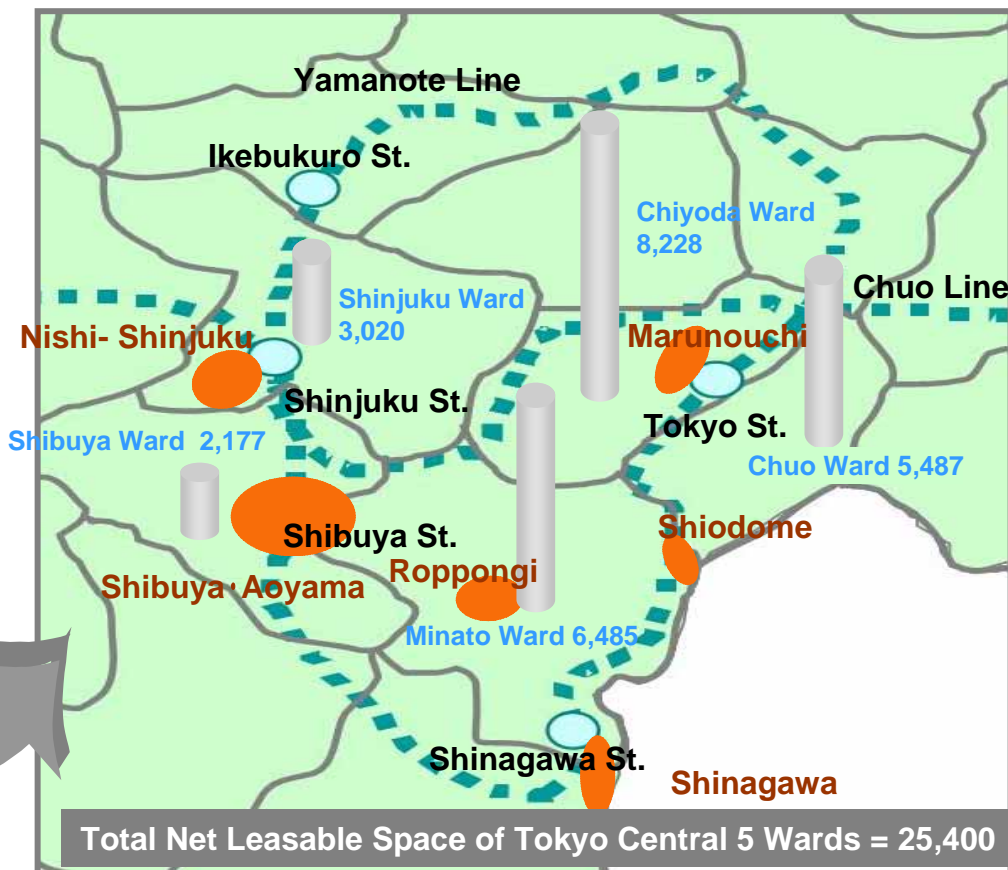 Yamanote Line
Ikebukuro St.
Chiyoda Ward
8,228
Shinjuku Ward
3,020
Chuo Line
Nishi- Shinjuku
Marunouchi
Shinjuku St.
Tokyo St.
Shibuya Ward 2,177
Chuo Ward 5,487
Shibuya St.
Shiodome
Roppongi
Shibuya・Aoyama
Minato Ward 6,485
Shinagawa St.
Shinagawa
Total Net Leasable Space of Tokyo Central 5 Wards = 25,400